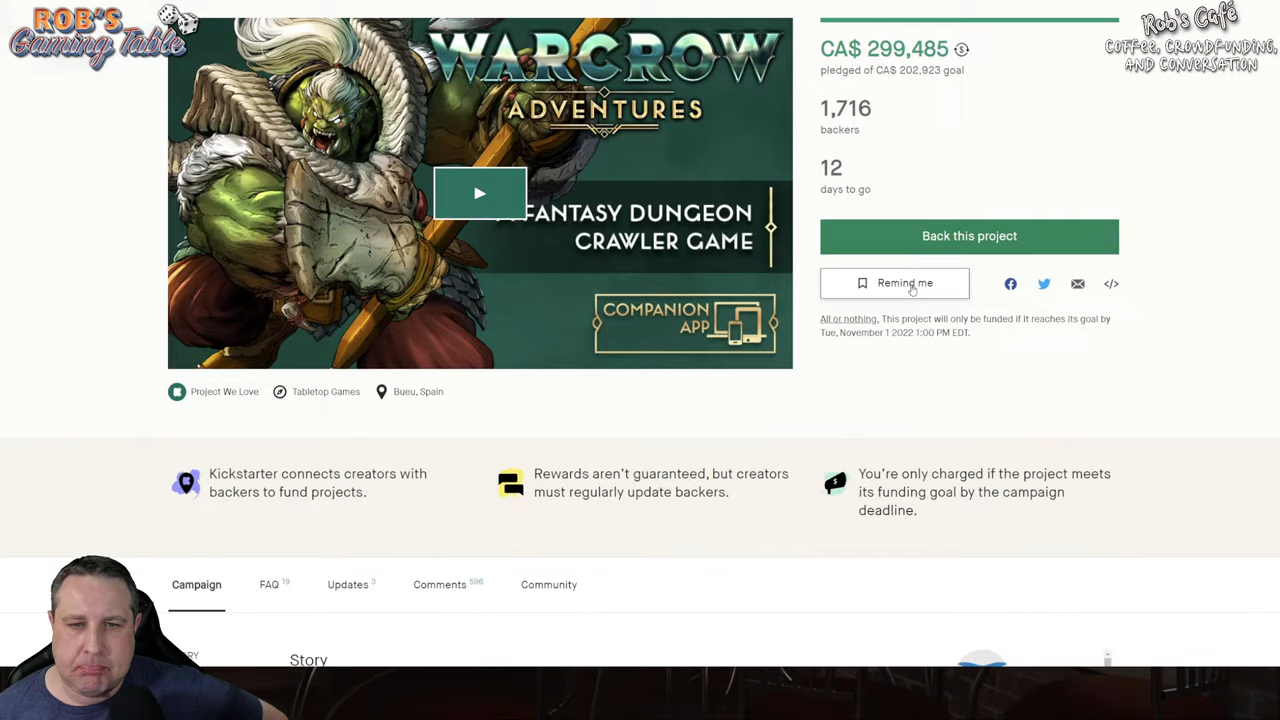 ROB'S
Gaming Table
Rob's Café
COFFEE, CROWDFUNDING,
AND CONVERSATION
WARCROW
ADVENTURES
FANTASY DUNGEON
CRAWLER GAME
COMPANION
APP
CA$ 299,485
pledged of CA$ 202,923 goal
1,716
backers
12
days to go
Back this project
Remind me
All or nothing. This project will only be funded if it reaches its goal by
Tue, November 1 2022 1:00 PM EDT.
Project We Love
Tabletop Games
Bueu, Spain
Kickstarter connects creators with
backers to fund projects.
Rewards aren't guaranteed, but creators
must regularly update backers.
You're only charged if the project meets
its funding goal by the campaign
deadline.
Campaign
FAQ 19
Updates 3
Comments 596
Community
Story